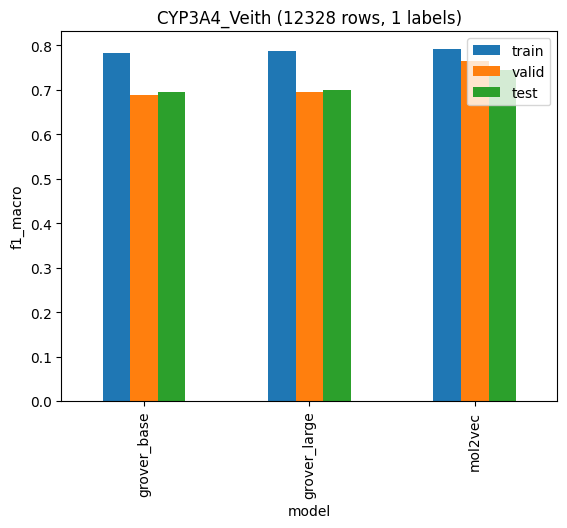 CYP3A4_Veith (12328 rows, 1 labels)
train
valid
test
0.8
0.7
0.6
0.5
0.4
0.3
0.2
0.1
0.0
f1_macro
grover_base
grover_large
mol2vec
model